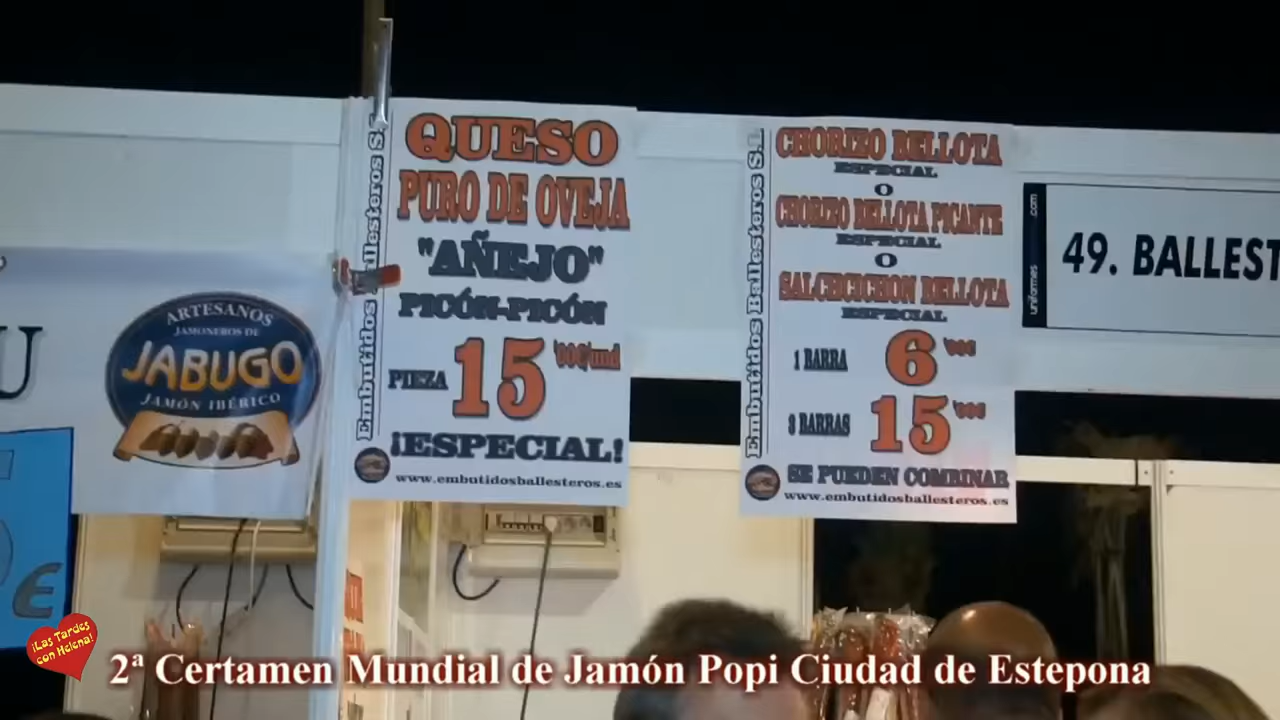 ARTESANOS
JAMONEROS DE
JABUGO
JAMÓN IBÉRICO
U
€
Embutidos Ballesteros S.L
QUESO
PURO DE OVEJA
"AÑEJO"
PICÓN-PICÓN
PIEZA 15 '00€/und
¡ESPECIAL!
www.embutidosballesteros.es
Embutidos Ballesteros S.L
CHORIZO BELLOTA
ESPECIAL
O
CHORIZO BELLOTA PICANTE
ESPECIAL
O
SALCHICHON BELLOTA
ESPECIAL
1 BARRA 6 '00€
3 BARRAS 15 '00€
SE PUEDEN COMBINAR
www.embutidosballesteros.es
uniformes .com
49. BALLEST
¡Las Tardes
con Helena!
2ª Certamen Mundial de Jamón Popi Ciudad de Estepona